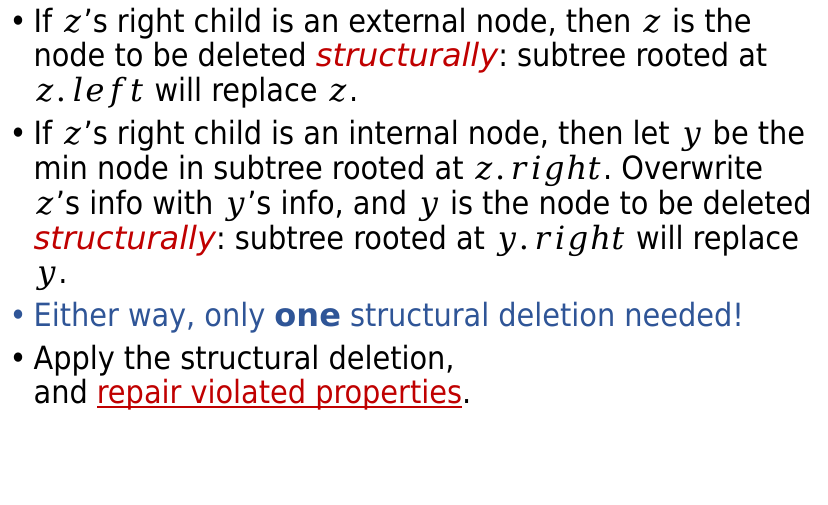 • If z’s right child is an external node, then z is the
node to be deleted structurally: subtree rooted at
z.left will replace z.
• If z’s right child is an internal node, then let y be the
min node in subtree rooted at z.right. Overwrite
z’s info with y’s info, and y is the node to be deleted
structurally: subtree rooted at y.right will replace
y.
• Either way, only one structural deletion needed!
• Apply the structural deletion,
and repair violated properties.